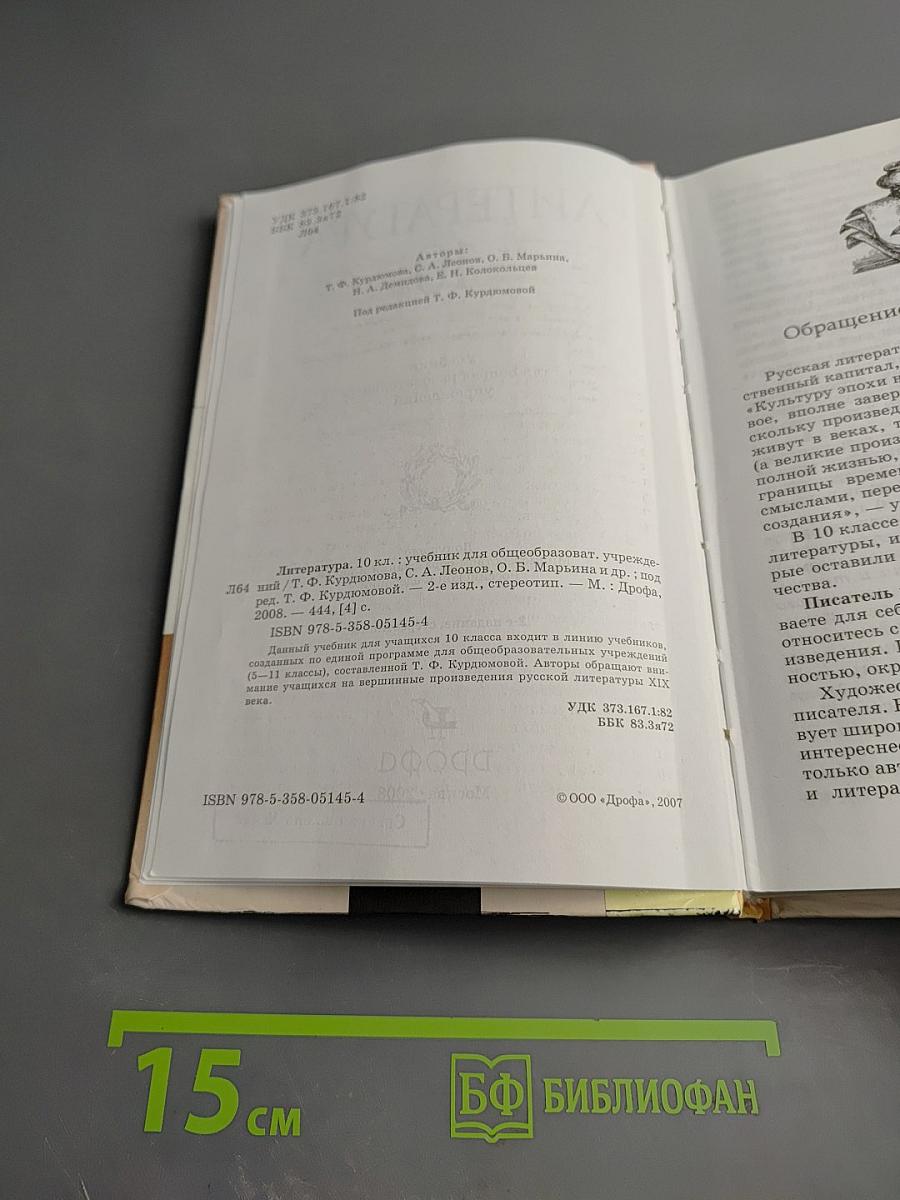 УДК 373.167.1:82
ББК 83.3я72
Л64
Авторы:
Т. Ф. Курдюмова, С. А. Леонов, О. Б. Марьина,
Н. А. Демидова, Е. Н. Колокольцев
Под редакцией Т. Ф. Курдюмовой
Литература. 10 кл. : учебник для общеобразоват. учрежде-
Л64 ний / Т. Ф. Курдюмова, С. А. Леонов, О. Б. Марьина и др. ; под
ред. Т. Ф. Курдюмовой. — 2-е изд., стереотип. — М. : Дрофа,
2008. — 444, [4] с.
ISBN 978-5-358-05145-4
Данный учебник для учащихся 10 класса входит в линию учебников,
созданных по единой программе для общеобразовательных учреждений
(5—11 классы), составленной Т. Ф. Курдюмовой. Авторы обращают вни-
мание учащихся на вершинные произведения русской литературы XIX
века.
УДК 373.167.1:82
ББК 83.3я72
ISBN 978-5-358-05145-4
© ООО «Дрофа», 2007
Обращение
Русская литерат
ственный капитал,
«Культуру эпохи н
вое, вполне завер
скольку произвед
живут в веках, т
(а великие произ
полной жизнью,
границы времен
смыслами, пере
создания», — у
В 10 классе
литературы, и
рые оставили
чества.
Писатель
ваете для себ
относитесь с
изведения.
ностью, окр
Художес
писателя.
вует широ
интересне
только авт
и литера
15 см
БФ БИБЛИОФАН